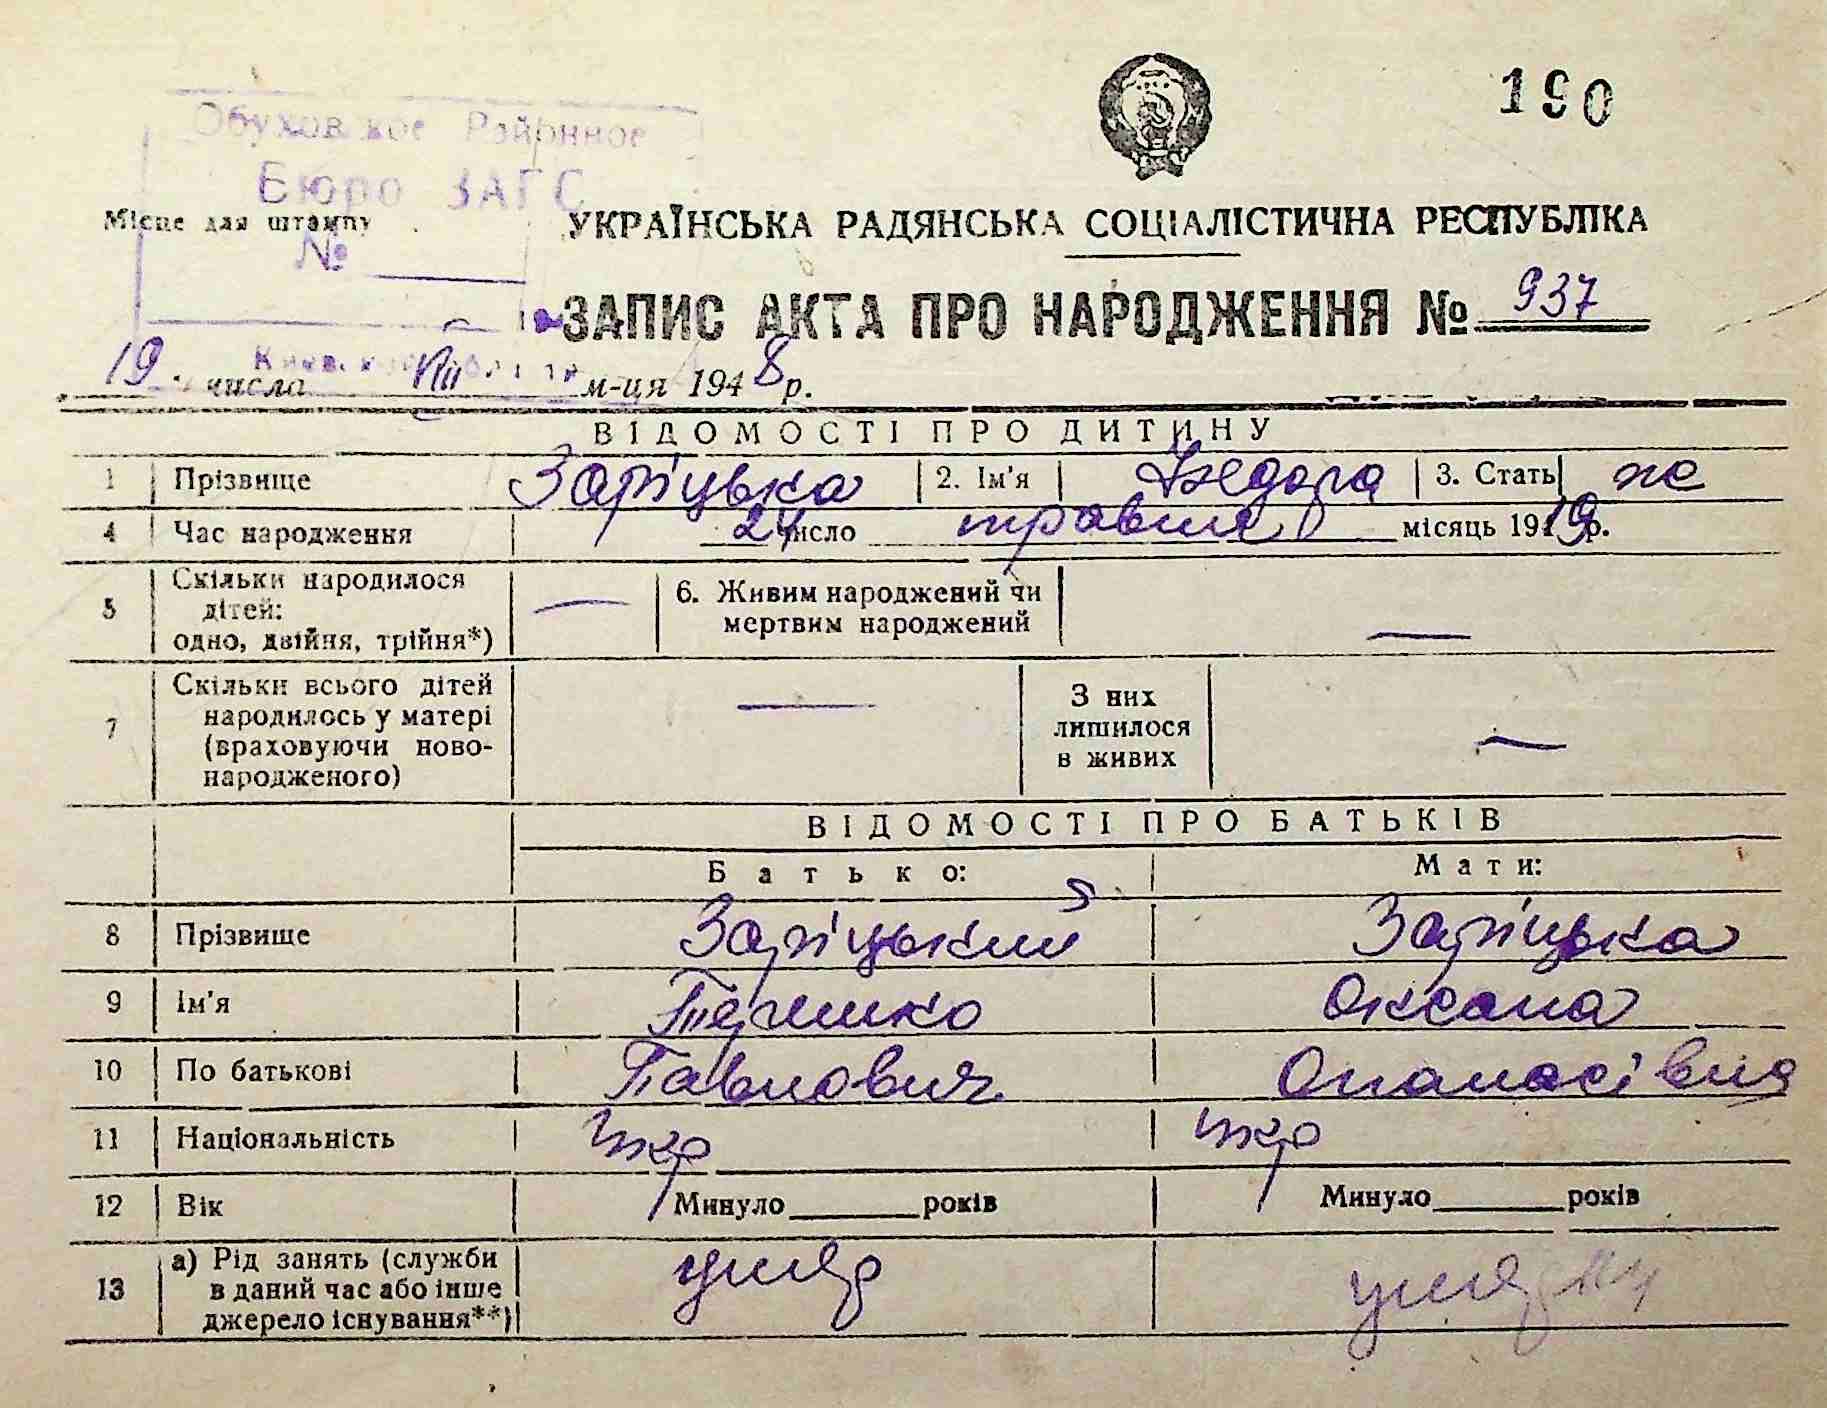 190
Обуховское Районное
Бюро ЗАГС
Місце для штампу
№
УКРАЇНСЬКА РАДЯНСЬКА СОЦІАЛІСТИЧНА РЕСПУБЛІКА
ЗАПИС АКТА ПРО НАРОДЖЕННЯ № 937
19 числа VIII м-ця 1948 р.
ВІДОМОСТІ ПРО ДИТИНУ
1 Прізвище Заріцька 2. Ім'я Федора 3. Стать ж
4 Час народження 24 число травня місяць 1919 р.
5 Скільки народилося дітей: одно, двійня, трійня*) — 6. Живим народжений чи мертвим народжений —
7 Скільки всього дітей народилось у матері (враховуючи новонародженого) — З них лишилося в живих —
ВІДОМОСТІ ПРО БАТЬКІВ
Батько: Мати:
8 Прізвище Заріцький Заріцька
9 Ім'я Терешко Оксана
10 По батькові Павлович Опанасівна
11 Національність укр укр
12 Вік Минуло року Минуло років
13 а) Рід занять (служби в даний час або інше джерело існування**)